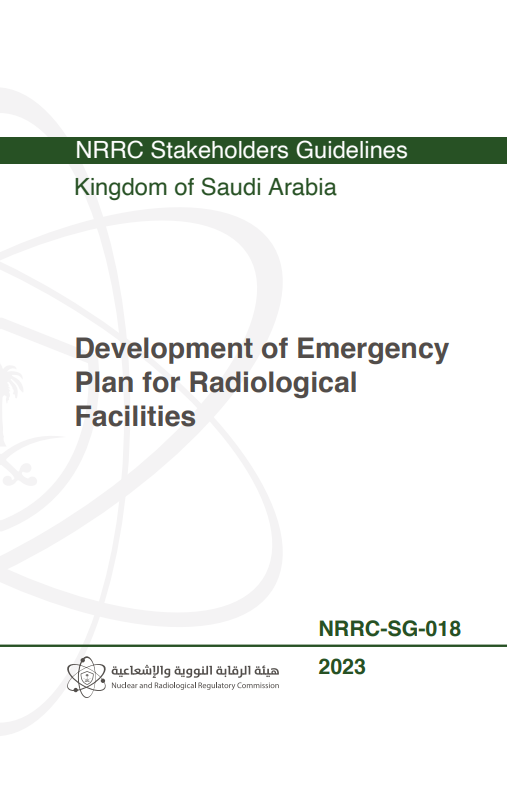 NRRC Stakeholders Guidelines
Kingdom of Saudi Arabia
Development of Emergency
Plan for Radiological
Facilities
NRRC-SG-018
هيئة الرقابة النووية والإشعاعية
Nuclear and Radiological Regulatory Commission
2023